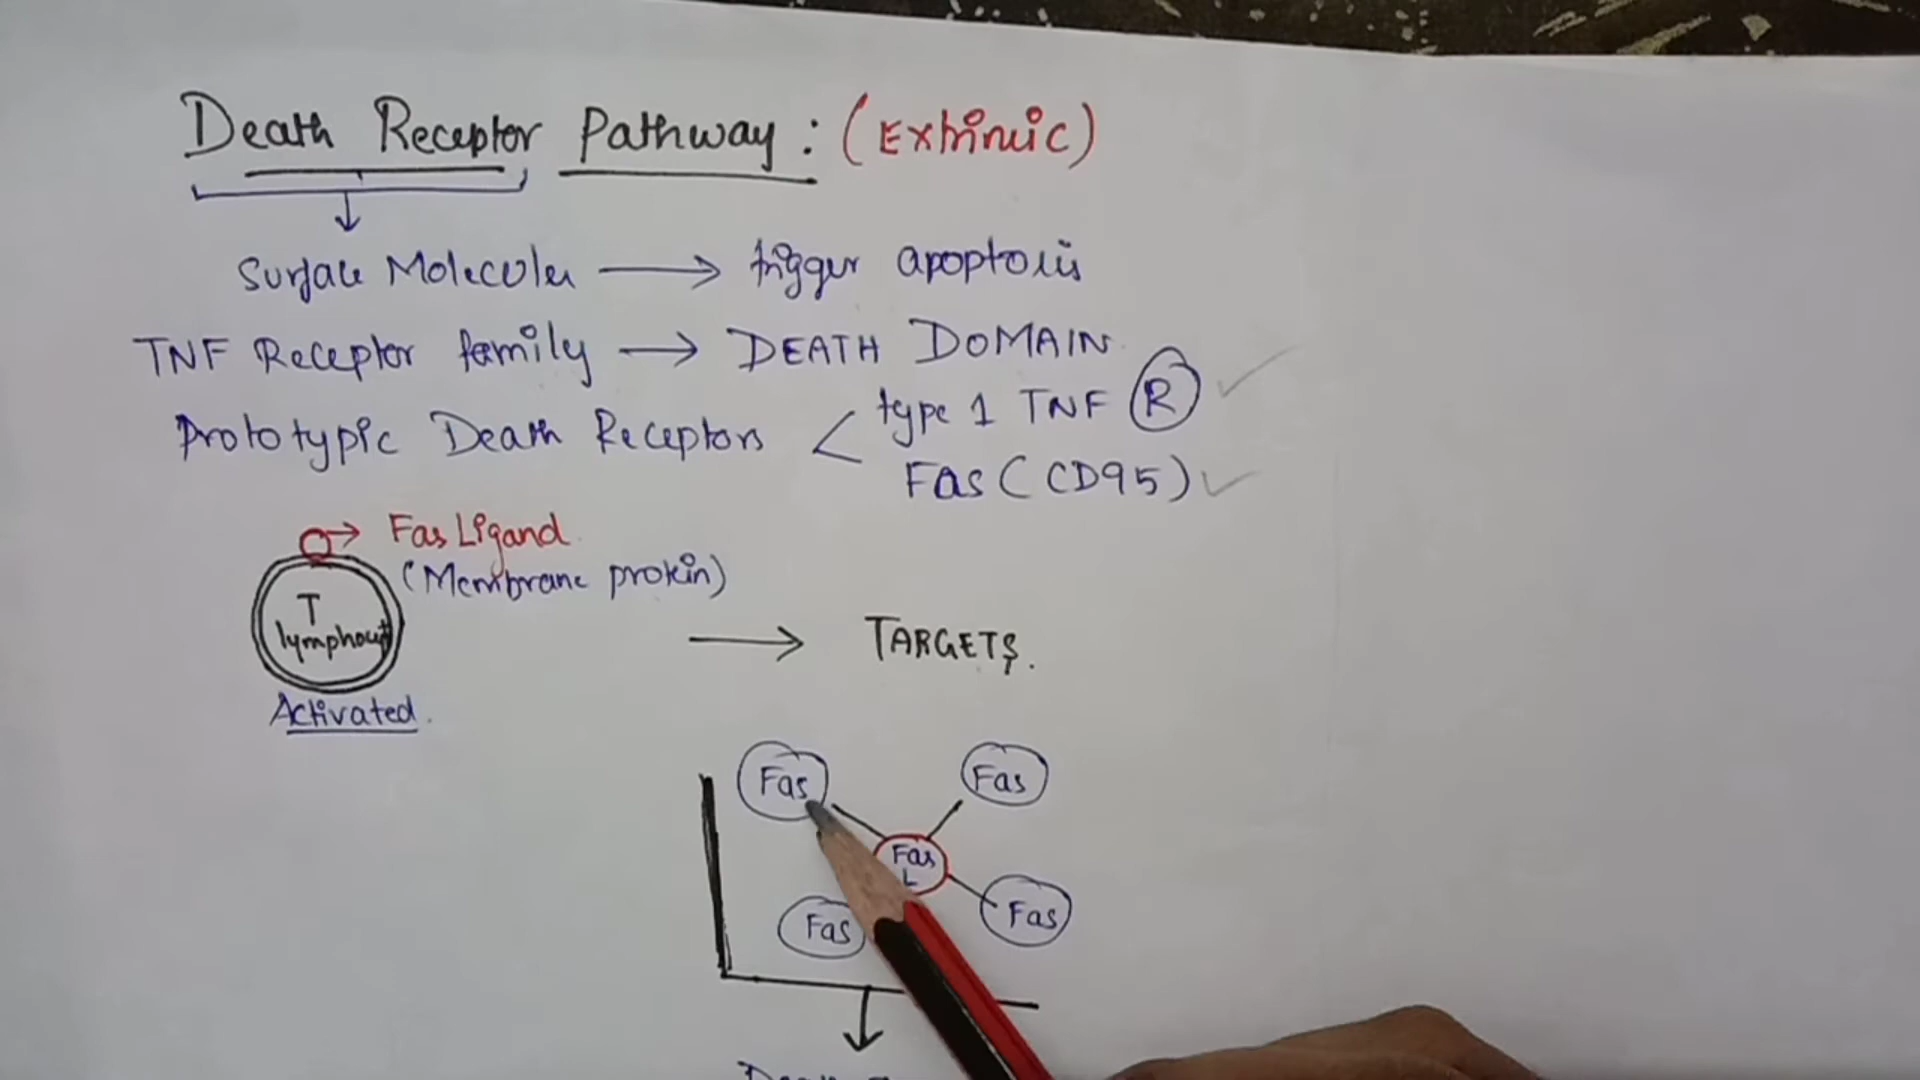 Death Receptor Pathway : (Extrinsic)
Surface Molecules → trigger apoptosis
TNF Receptor family → DEATH DOMAIN
Prototypic Death Receptors < type 1 TNF R
Fas (CD95)
Fas Ligand
(Membrane protein)
T
lymphocyte
Activated.
→ TARGETS.
Fas
Fas
Fas
L
Fas
Fas